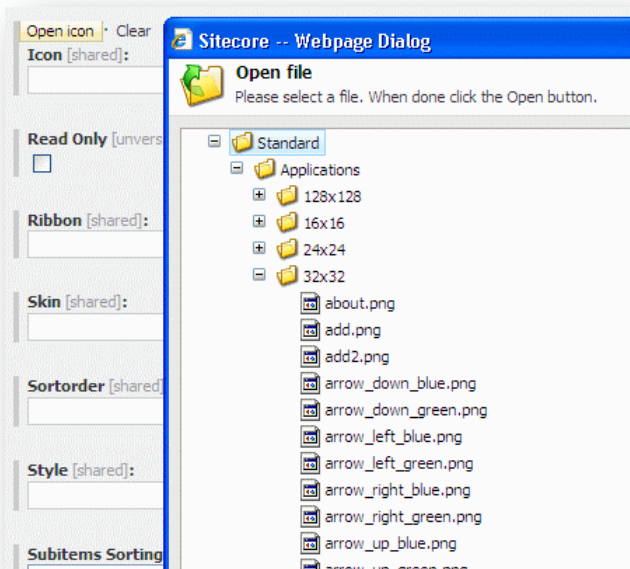 Open icon · Clear
Icon [shared]:
Read Only [unvers
Ribbon [shared]:
Skin [shared]:
Sortorder [shared]
Style [shared]:
Subitems Sorting
Sitecore -- Webpage Dialog
Open file
Please select a file. When done click the Open button.
Standard
Applications
128x128
16x16
24x24
32x32
about.png
add.png
add2.png
arrow_down_blue.png
arrow_down_green.png
arrow_left_blue.png
arrow_left_green.png
arrow_right_blue.png
arrow_right_green.png
arrow_up_blue.png
arrow_up_green.png